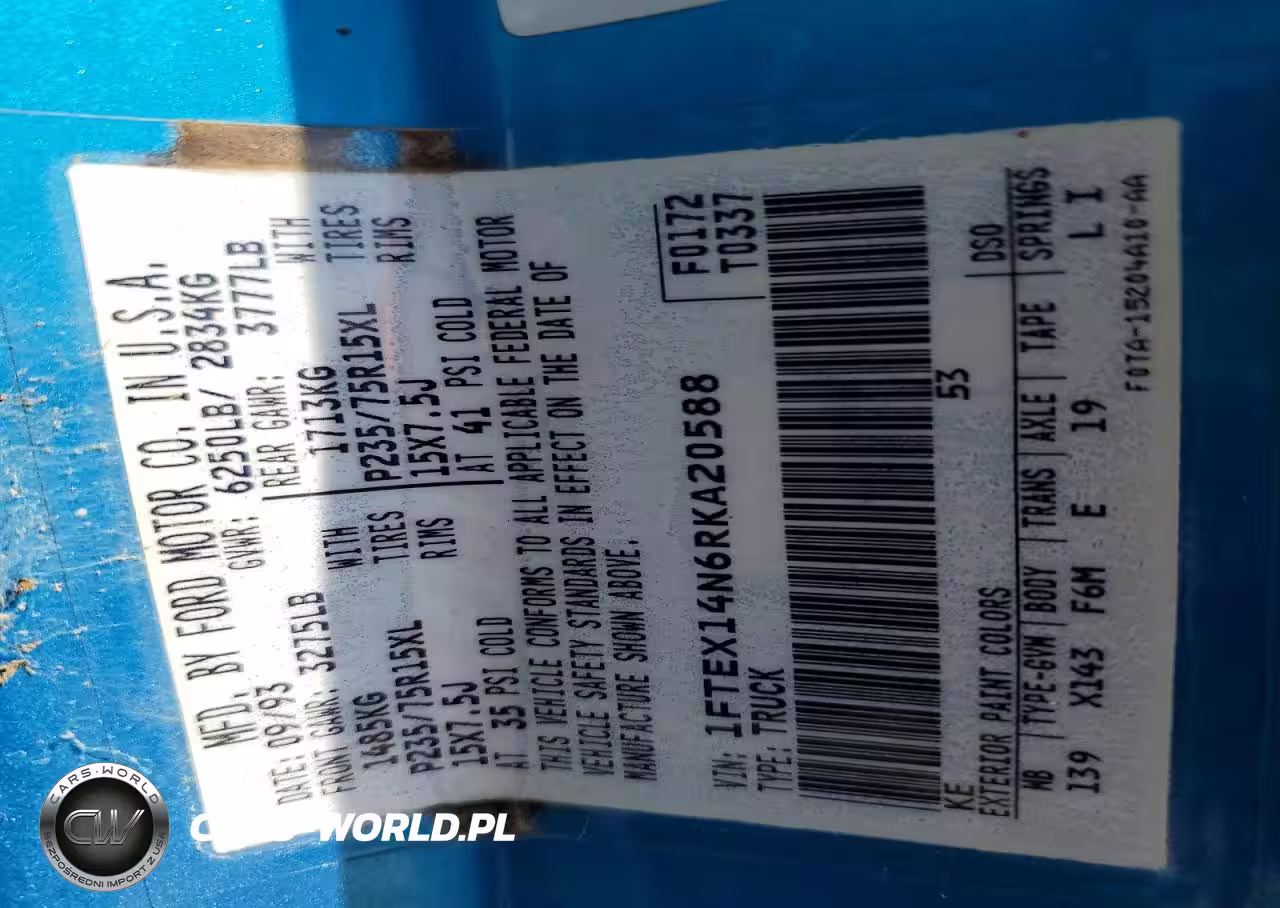 MFD. BY FORD MOTOR CO. IN U.S.A.
DATE: 09/93 GVWR: 6250LB/ 2834KG
FRNT GAWR: 3275LB REAR GAWR: 3777LB
1485KG WITH 1713KG WITH
P235/75R15XL TIRES P235/75R15XL TIRES
15X7.5J RIMS 15X7.5J RIMS
AT 35 PSI COLD AT 41 PSI COLD
THIS VEHICLE CONFORMS TO ALL APPLICABLE FEDERAL MOTOR
VEHICLE SAFETY STANDARDS IN EFFECT ON THE DATE OF
MANUFACTURE SHOWN ABOVE.
F0172
T0337
VIN: 1FTEX14N6RKA20588
TYPE: TRUCK
KE 53
EXTERIOR PAINT COLORS DSO
WB TYPE-GVW BODY TRANS AXLE TAPE SPRINGS
139 X143 F6M E 19 L I
F0TA-15204A10-AA
CARS-WORLD
CW
BEZPOŚREDNI IMPORT Z USA
CARS-WORLD.PL